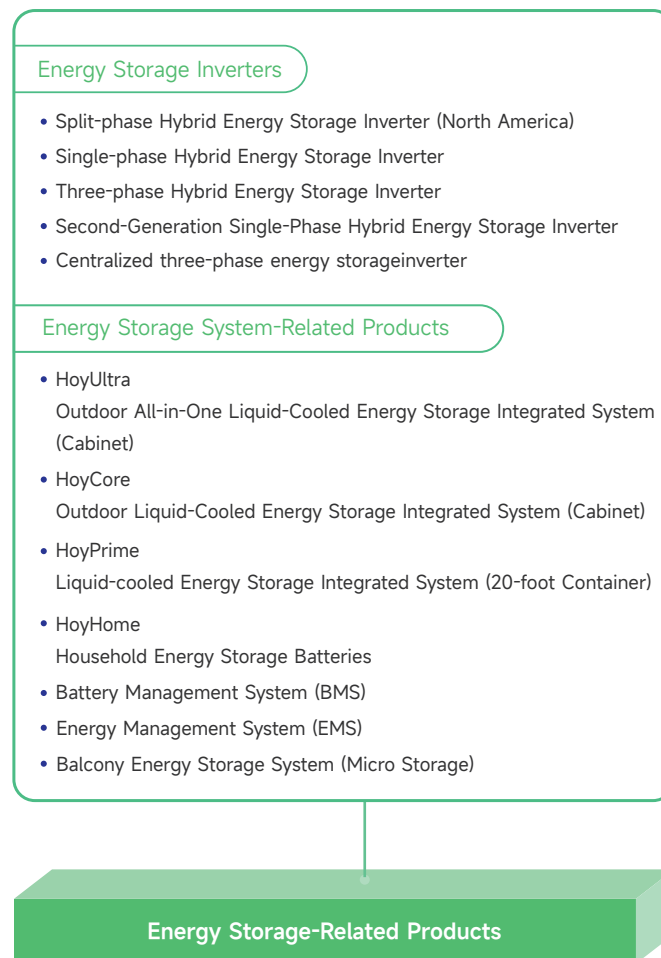 Energy Storage Inverters
• Split-phase Hybrid Energy Storage Inverter (North America)
• Single-phase Hybrid Energy Storage Inverter
• Three-phase Hybrid Energy Storage Inverter
• Second-Generation Single-Phase Hybrid Energy Storage Inverter
• Centralized three-phase energy storageinverter
Energy Storage System-Related Products
• HoyUltra
Outdoor All-in-One Liquid-Cooled Energy Storage Integrated System
(Cabinet)
• HoyCore
Outdoor Liquid-Cooled Energy Storage Integrated System (Cabinet)
• HoyPrime
Liquid-cooled Energy Storage Integrated System (20-foot Container)
• HoyHome
Household Energy Storage Batteries
• Battery Management System (BMS)
• Energy Management System (EMS)
• Balcony Energy Storage System (Micro Storage)
Energy Storage-Related Products